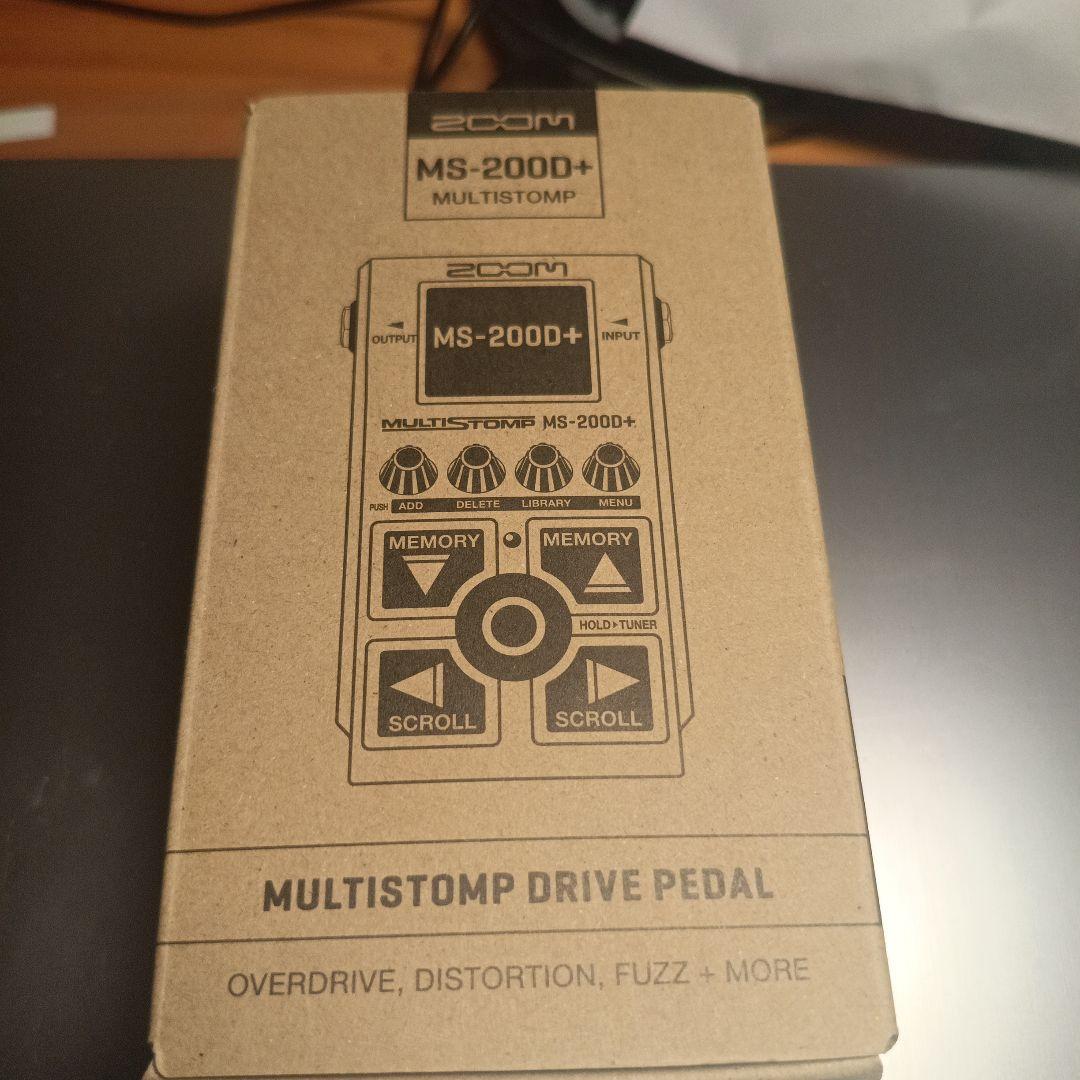 ZOOM
MS-200D+
MULTISTOMP
ZOOM
MS-200D+
OUTPUT
INPUT
MULTISTOMP MS-200D+
PUSH ADD DELETE LIBRARY MENU
MEMORY MEMORY
HOLD▸TUNER
SCROLL SCROLL
MULTISTOMP DRIVE PEDAL
OVERDRIVE, DISTORTION, FUZZ + MORE